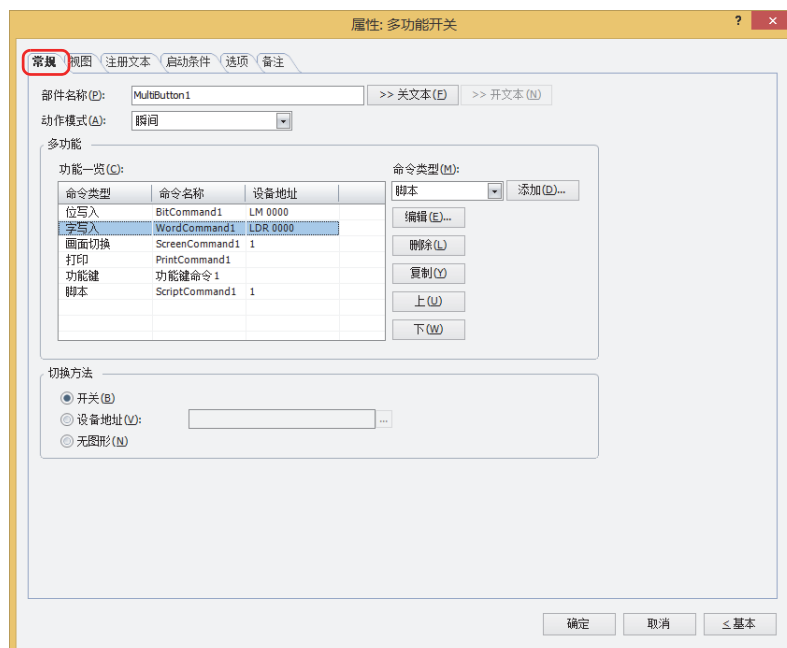 属性: 多功能开关
? ×
常规 视图 注册文本 启动条件 选项 备注
部件名称(P): MultiButton1 >> 关文本(F) >> 开文本(N)
动作模式(A): 瞬间
多功能
功能一览(C): 命令类型(M):
命令类型 命令名称 设备地址 脚本 添加(D)...
位写入 BitCommand1 LM 0000
字写入 WordCommand1 LDR 0000 编辑(E)...
画面切换 ScreenCommand1 1 删除(L)
打印 PrintCommand1
功能键 功能键命令1 复制(Y)
脚本 ScriptCommand1 1
上(U)
下(W)
切换方法
开关(B)
设备地址(V): ...
无图形(N)
确定 取消 ≤基本